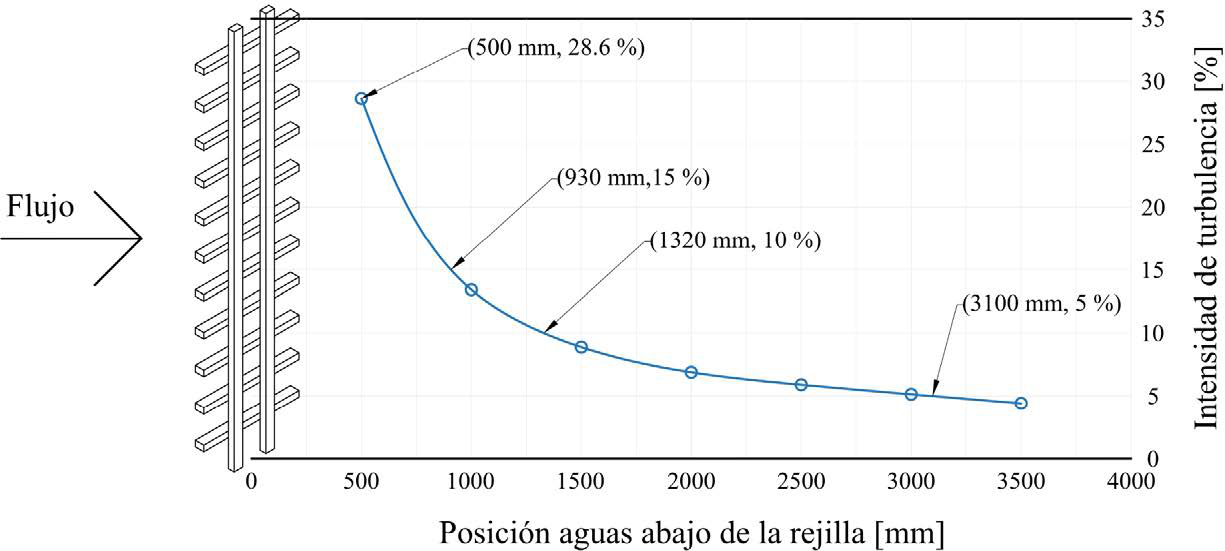 (500 mm, 28.6 %)
(930 mm,15 %)
(1320 mm, 10 %)
(3100 mm, 5 %)
Flujo
35
30
25
20
15
10
5
0
Intensidad de turbulencia [%]
0 500 1000 1500 2000 2500 3000 3500 4000
Posición aguas abajo de la rejilla [mm]